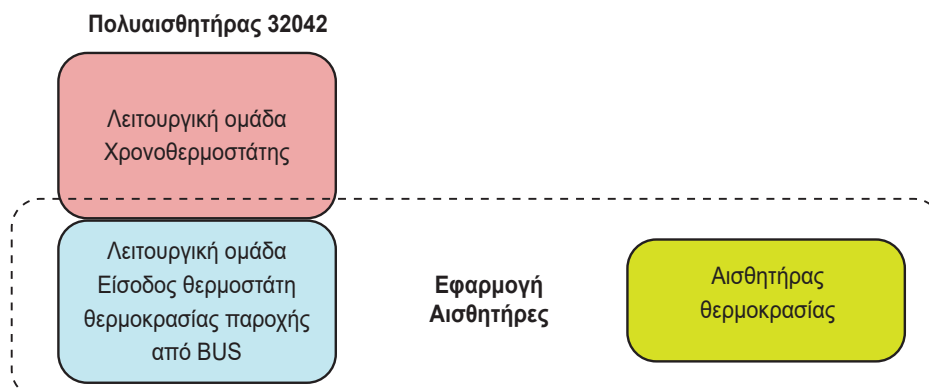 Πολυαισθητήρας 32042
Λειτουργική ομάδα
Χρονοθερμοστάτης
Λειτουργική ομάδα
Είσοδος θερμοστάτη
θερμοκρασίας παροχής
από BUS
Εφαρμογή
Αισθητήρες
Αισθητήρας
θερμοκρασίας